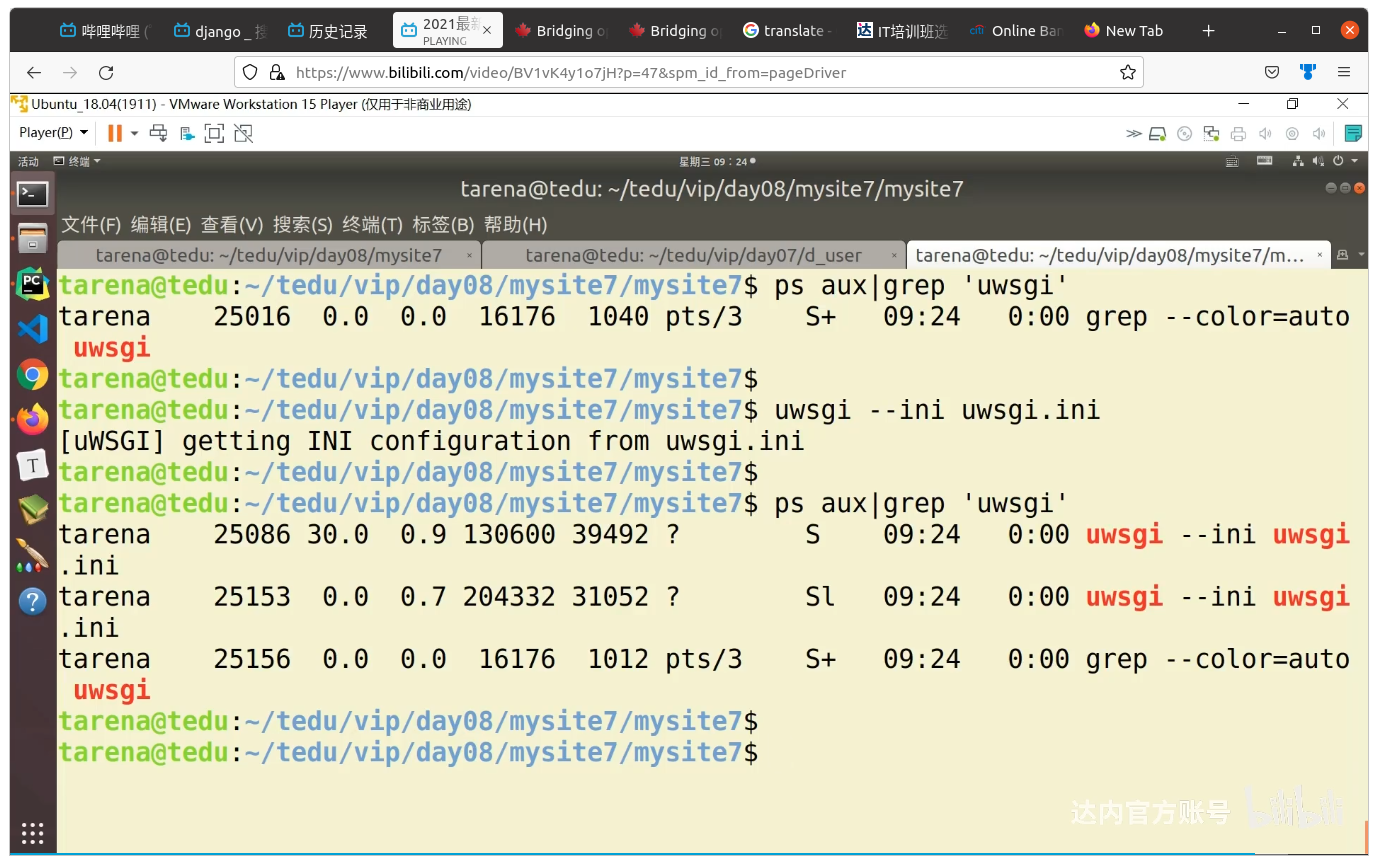 哔哩哔哩 (
django _ 搜
历史记录
2021最新
PLAYING
Bridging o
Bridging o
translate -
IT培训班选
citi Online Ban
New Tab
https://www.bilibili.com/video/BV1vK4y1o7jH?p=47&spm_id_from=pageDriver
Ubuntu_18.04(1911) - VMware Workstation 15 Player (仅用于非商业用途)
Player(P)
活动 终端 星期三 09：24
tarena@tedu: ~/tedu/vip/day08/mysite7/mysite7
文件(F) 编辑(E) 查看(V) 搜索(S) 终端(T) 标签(B) 帮助(H)
tarena@tedu: ~/tedu/vip/day08/mysite7 × tarena@tedu: ~/tedu/vip/day07/d_user × tarena@tedu: ~/tedu/vip/day08/mysite7/m... ×
tarena@tedu:~/tedu/vip/day08/mysite7/mysite7$ ps aux|grep 'uwsgi'
tarena 25016 0.0 0.0 16176 1040 pts/3 S+ 09:24 0:00 grep --color=auto
uwsgi
tarena@tedu:~/tedu/vip/day08/mysite7/mysite7$
tarena@tedu:~/tedu/vip/day08/mysite7/mysite7$ uwsgi --ini uwsgi.ini
[uWSGI] getting INI configuration from uwsgi.ini
tarena@tedu:~/tedu/vip/day08/mysite7/mysite7$
tarena@tedu:~/tedu/vip/day08/mysite7/mysite7$ ps aux|grep 'uwsgi'
tarena 25086 30.0 0.9 130600 39492 ? S 09:24 0:00 uwsgi --ini uwsgi
.ini
tarena 25153 0.0 0.7 204332 31052 ? Sl 09:24 0:00 uwsgi --ini uwsgi
.ini
tarena 25156 0.0 0.0 16176 1012 pts/3 S+ 09:24 0:00 grep --color=auto
uwsgi
tarena@tedu:~/tedu/vip/day08/mysite7/mysite7$
tarena@tedu:~/tedu/vip/day08/mysite7/mysite7$
达内官方账号 bilibili